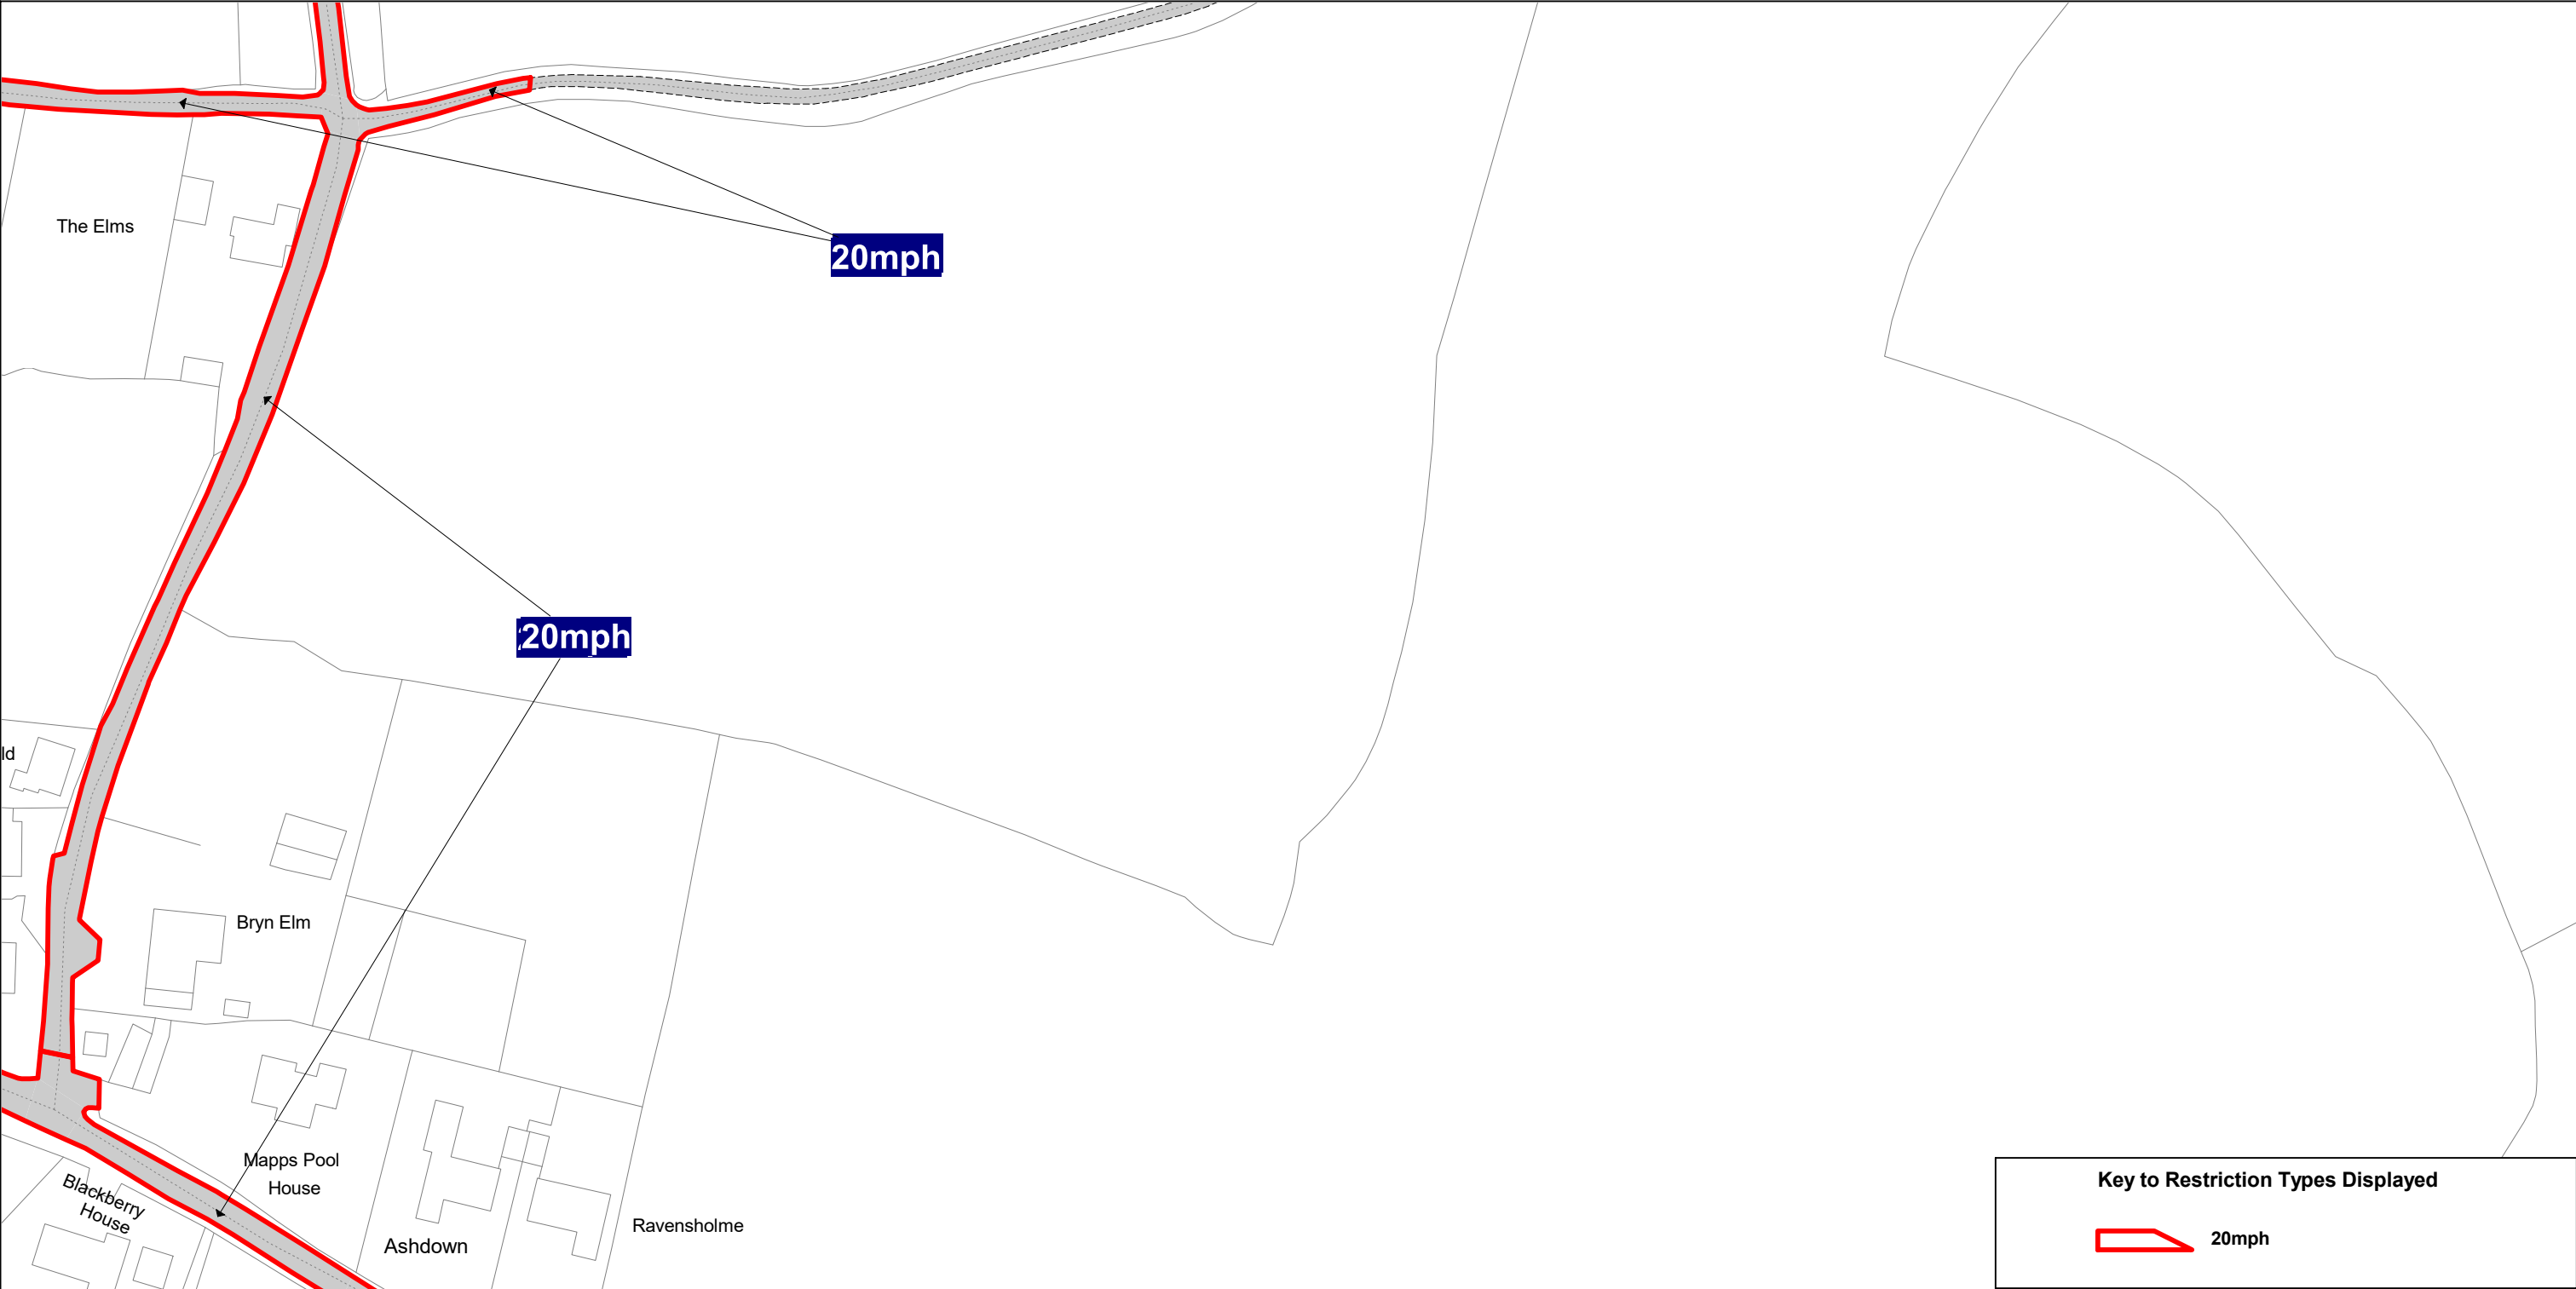 The Elms
20mph
20mph
ld
Bryn Elm
Mapps Pool
House
Blackberry
House
Ashdown
Ravensholme
Key to Restriction Types Displayed
20mph